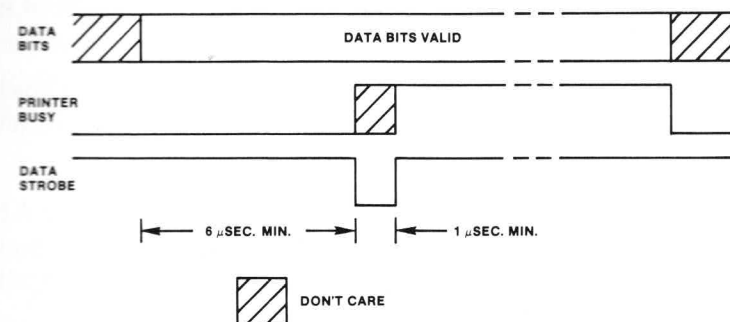 DATA
BITS
DATA BITS VALID
PRINTER
BUSY
DATA
STROBE
6 μSEC. MIN.
1 μSEC. MIN.
DON'T CARE